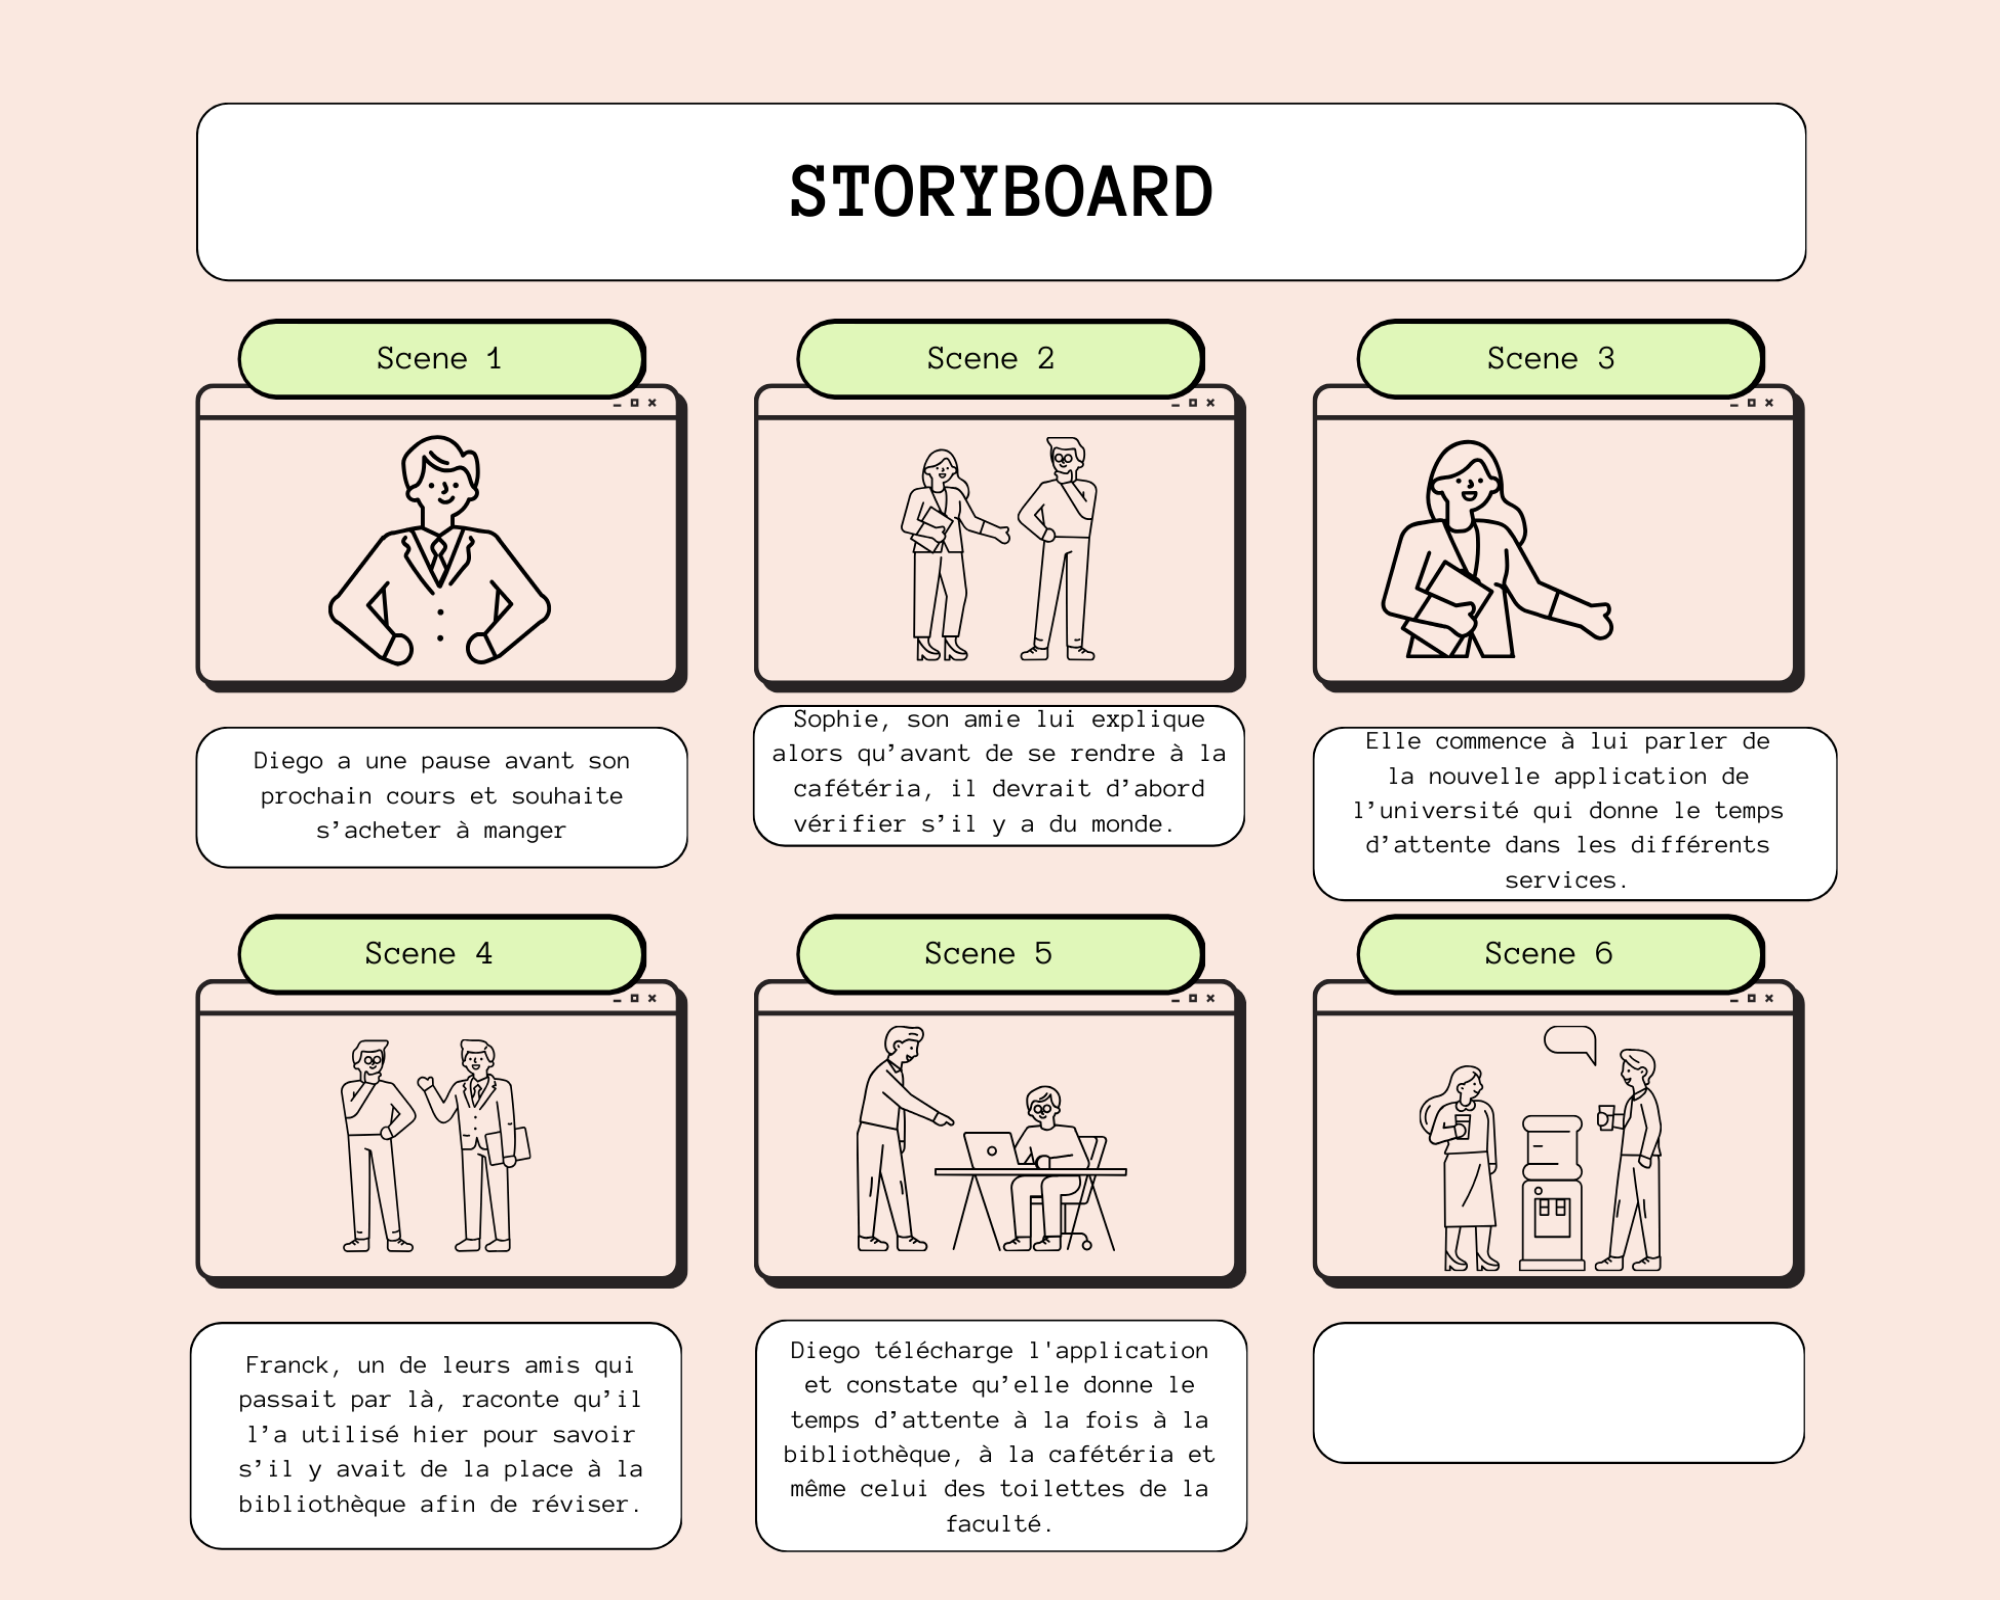 STORYBOARD
Scene 1
Scene 2
Scene 3
Diego a une pause avant son
prochain cours et souhaite
s’acheter à manger
Sophie, son amie lui explique
alors qu’avant de se rendre à la
cafétéria, il devrait d’abord
vérifier s’il y a du monde.
Elle commence à lui parler de
la nouvelle application de
l’université qui donne le temps
d’attente dans les différents
services.
Scene 4
Scene 5
Scene 6
Franck, un de leurs amis qui
passait par là, raconte qu’il
l’a utilisé hier pour savoir
s’il y avait de la place à la
bibliothèque afin de réviser.
Diego télécharge l'application
et constate qu’elle donne le
temps d’attente à la fois à la
bibliothèque, à la cafétéria et
même celui des toilettes de la
faculté.